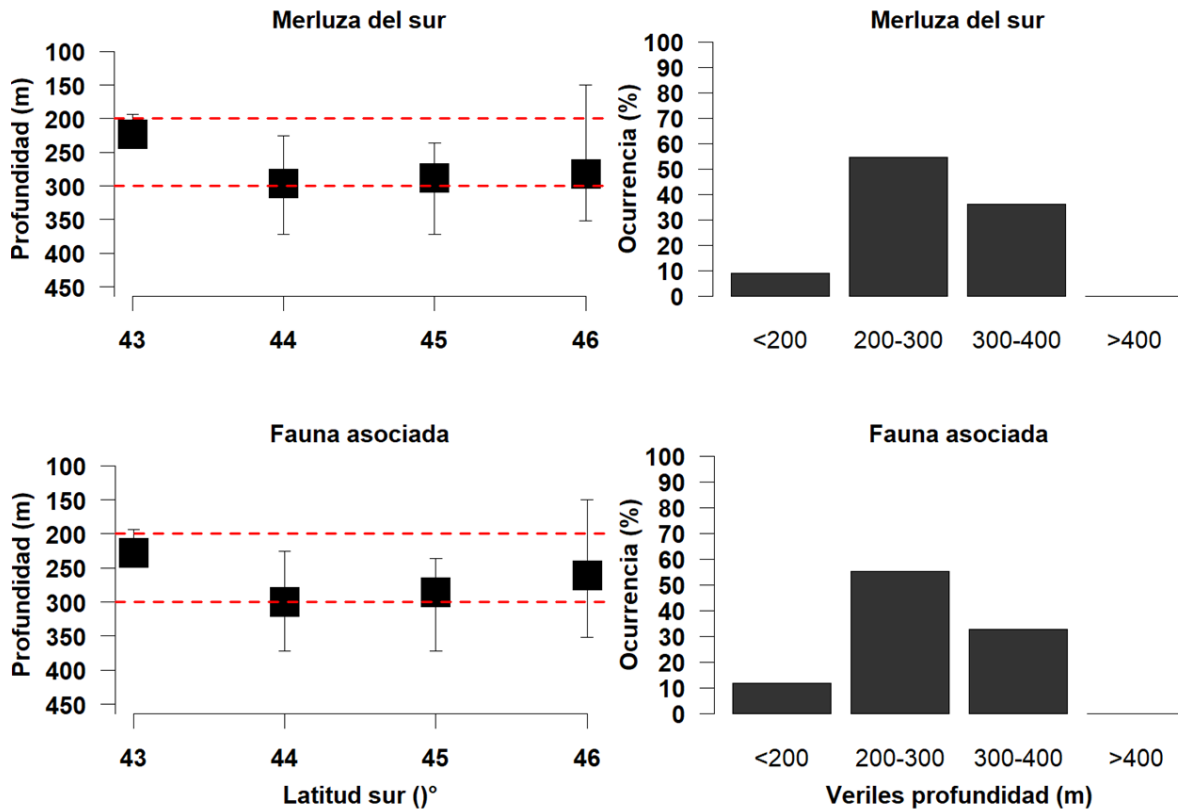 Merluza del sur
Profundidad (m)
100
150
200
250
300
350
400
450
43 44 45 46
Merluza del sur
Ocurrencia (%)
100
90
80
70
60
50
40
30
20
10
0
<200 200-300 300-400 >400
Fauna asociada
Profundidad (m)
100
150
200
250
300
350
400
450
43 44 45 46
Latitud sur ()°
Fauna asociada
Ocurrencia (%)
100
90
80
70
60
50
40
30
20
10
0
<200 200-300 300-400 >400
Veriles profundidad (m)